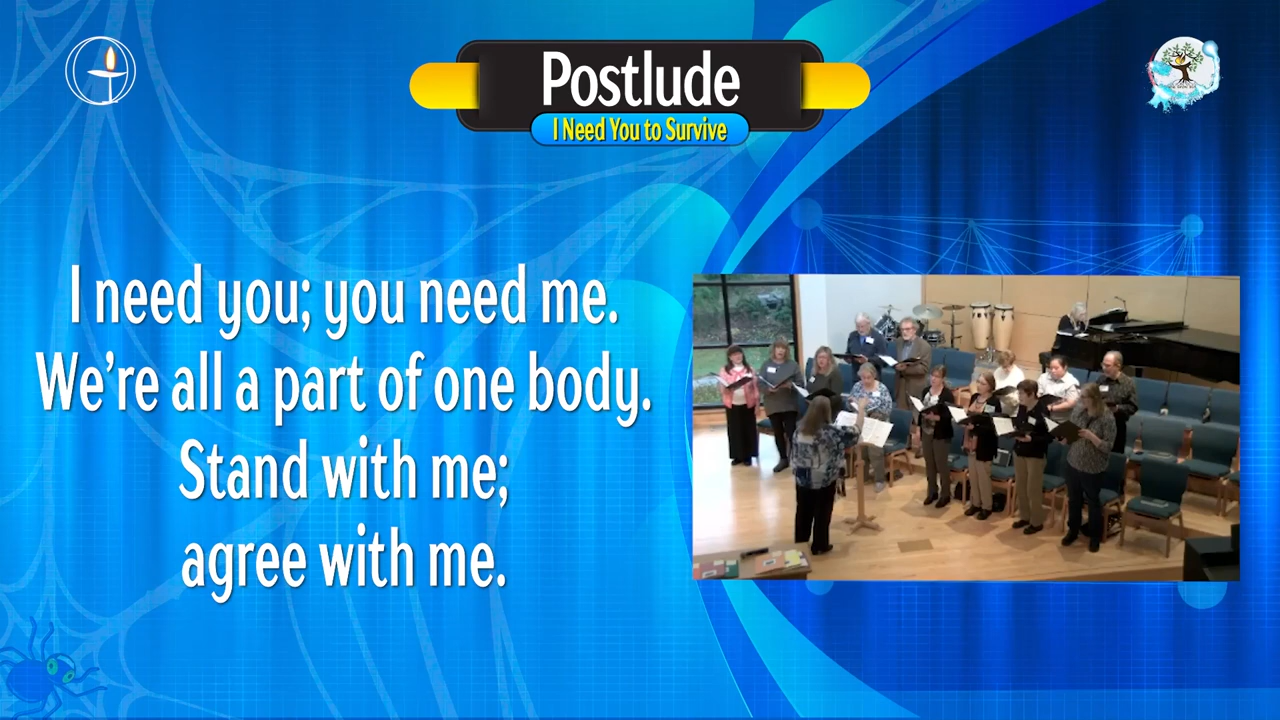 Postlude
I Need You to Survive
I need you; you need me.
We're all a part of one body.
Stand with me;
agree with me.